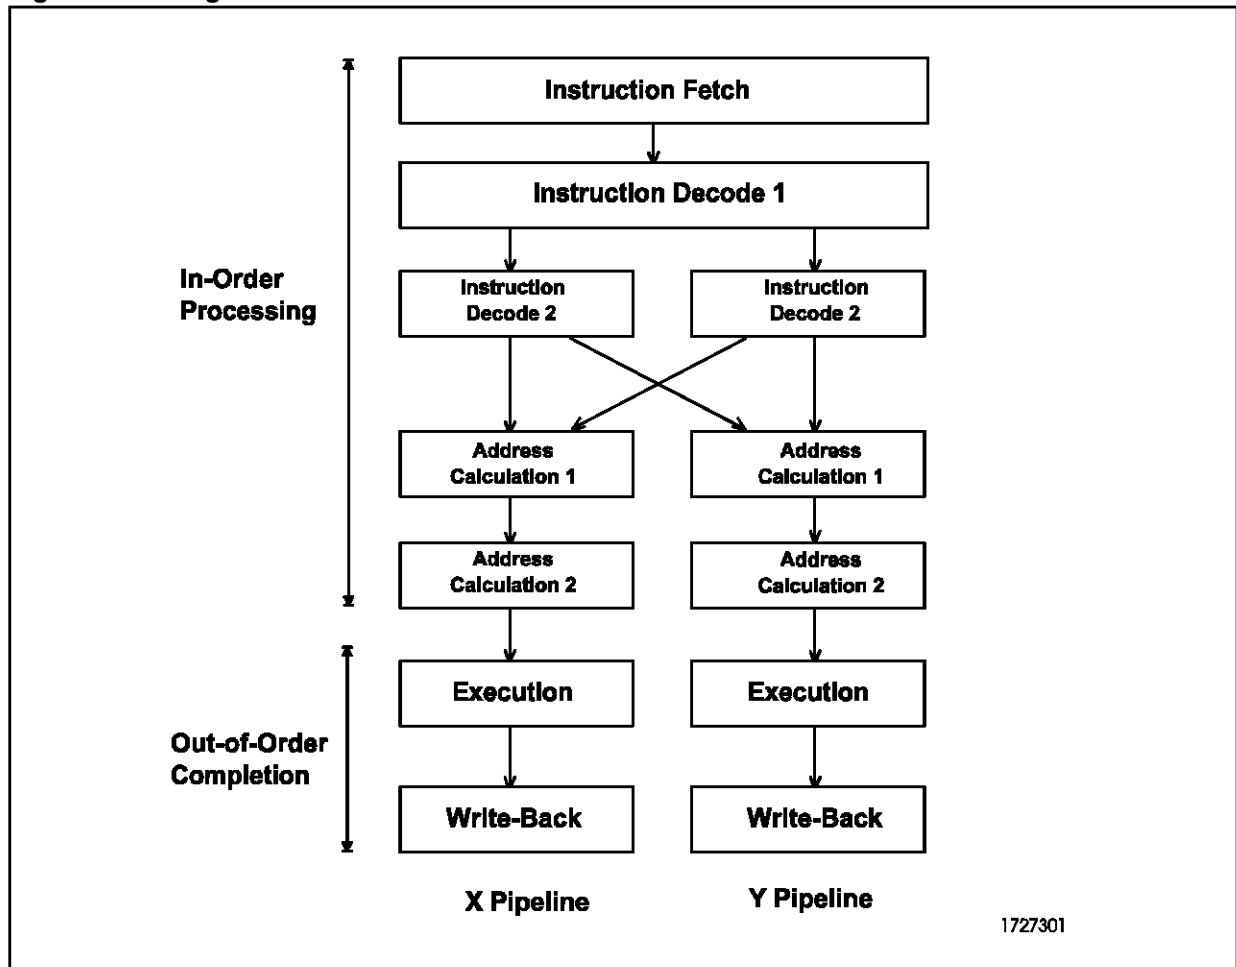 Instruction Fetch
Instruction Decode 1
In-Order
Processing
Instruction
Decode 2
Instruction
Decode 2
Address
Calculation 1
Address
Calculation 1
Address
Calculation 2
Address
Calculation 2
Execution
Execution
Out-of-Order
Completion
Write-Back
Write-Back
X Pipeline
Y Pipeline
1727301